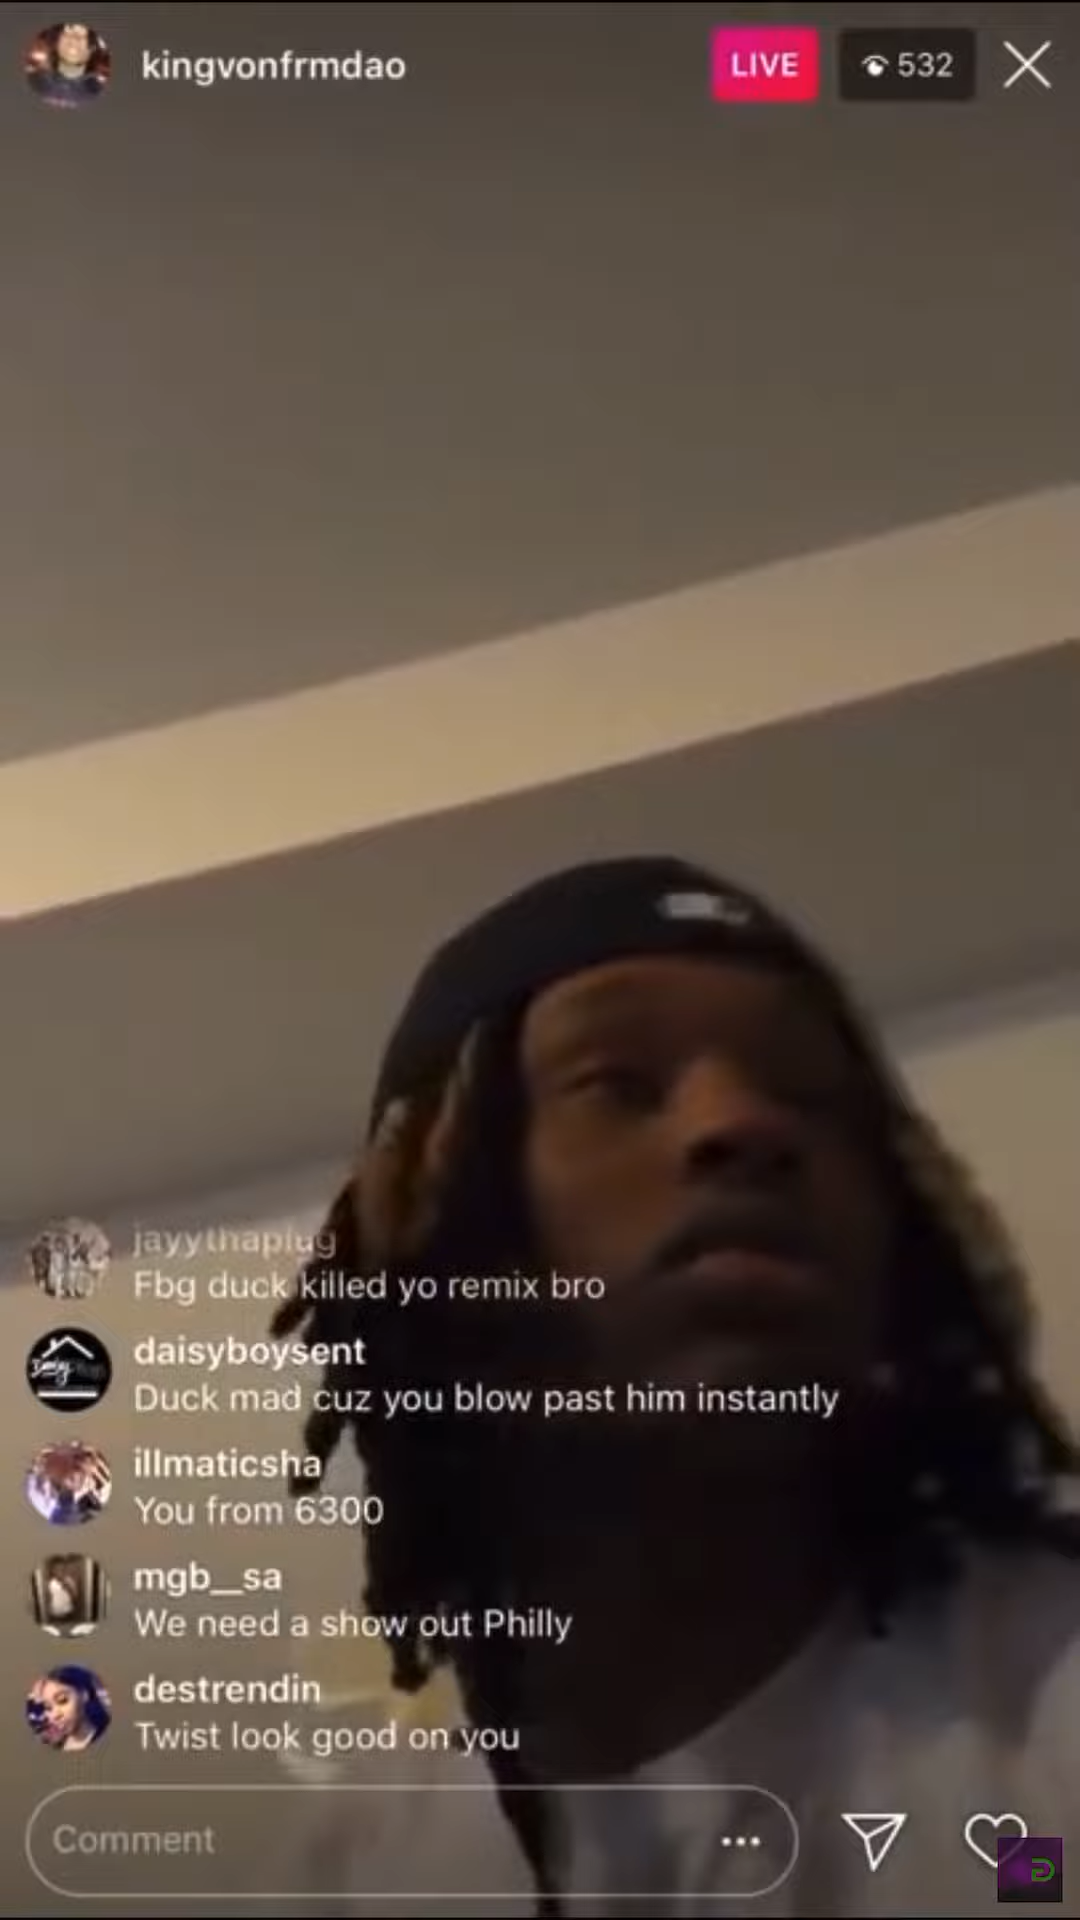 kingvonfrmdao
LIVE
532
jayythaplug
Fbg duck killed yo remix bro
daisyboysent
Duck mad cuz you blow past him instantly
illmaticsha
You from 6300
mgb__sa
We need a show out Philly
destrendin
Twist look good on you
Comment